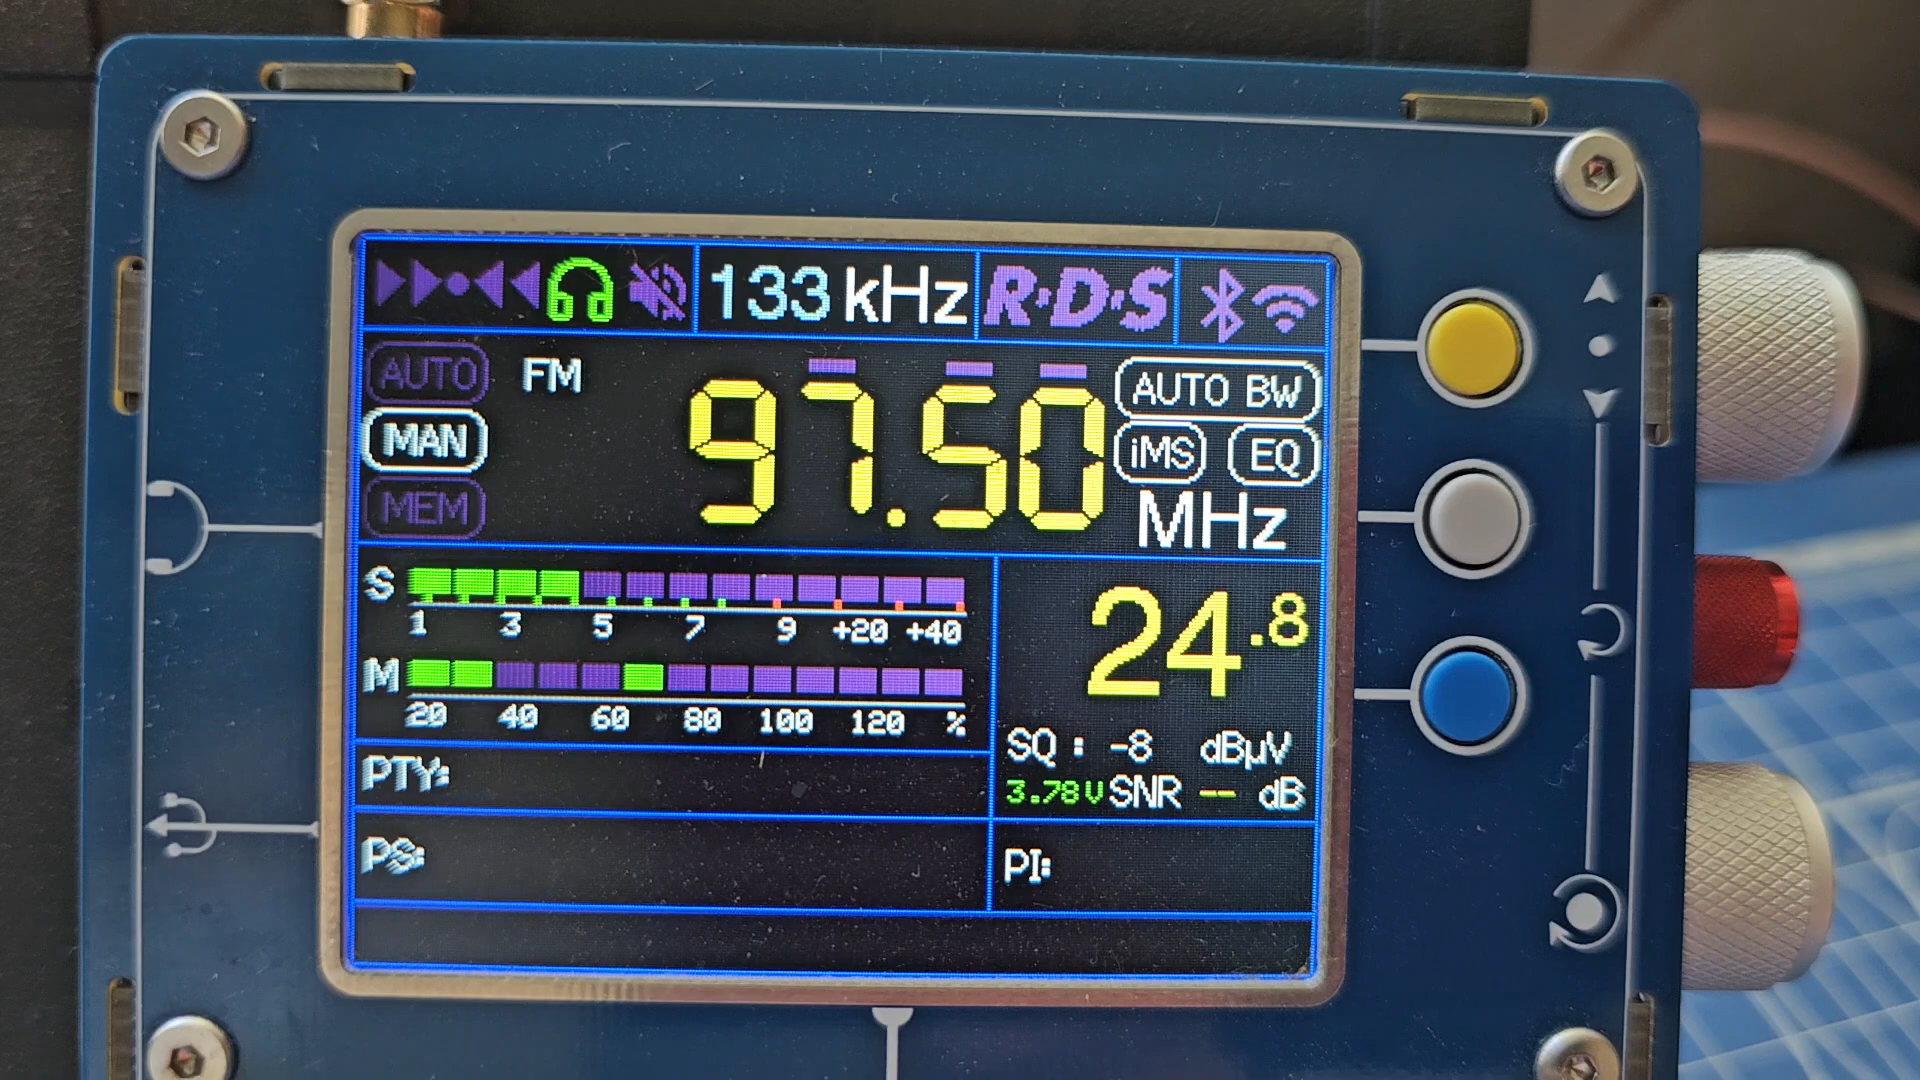 133 kHz R·D·S
AUTO FM 97.50 AUTO BW
MAN iMS EQ
MEM MHz
S
1 3 5 7 9 +20 +40
24.8
M
20 40 60 80 100 120 %
SQ : -8 dBµV
PTY: 3.78V SNR -- dB
PS: PI: